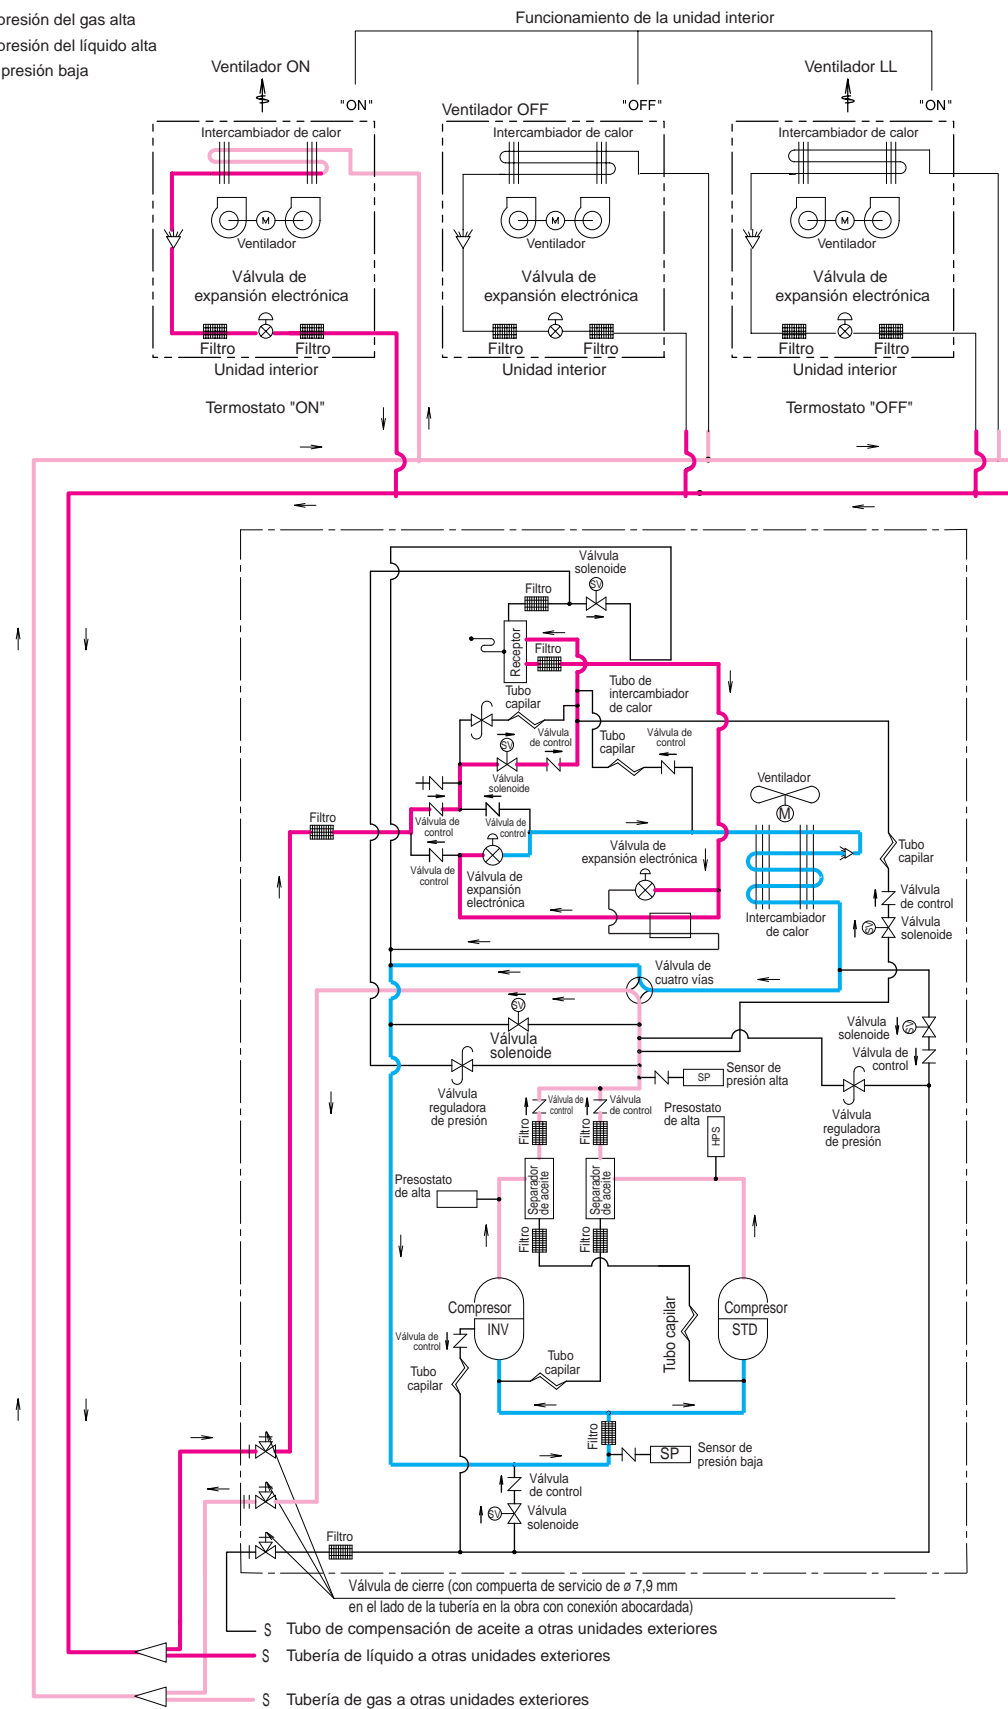 presión del gas alta
presión del líquido alta
presión baja
Funcionamiento de la unidad interior
Ventilador ON
"ON"
Ventilador OFF
"OFF"
Ventilador LL
"ON"
Intercambiador de calor
M
Ventilador
Válvula de
expansión electrónica
Filtro
Filtro
Unidad interior
Termostato "ON"
Intercambiador de calor
M
Ventilador
Válvula de
expansión electrónica
Filtro
Filtro
Unidad interior
Intercambiador de calor
M
Ventilador
Válvula de
expansión electrónica
Filtro
Filtro
Unidad interior
Termostato "OFF"
Válvula
solenoide
SV
Filtro
Receptor
Filtro
Tubo
capilar
Tubo de
intercambiador
de calor
Válvula
de control
Tubo
capilar
Válvula de
control
SV
Válvula
solenoide
Ventilador
M
Filtro
Válvula de
control
Válvula de
control
Válvula de
control
Válvula de
expansión
electrónica
Válvula de
expansión electrónica
Tubo
capilar
Intercambiador
de calor
Válvula
de control
SV
Válvula
solenoide
Válvula de
cuatro vías
SV
Válvula
solenoide
Válvula
solenoide
SV
Válvula de
control
Válvula
reguladora
de presión
SP
Sensor de
presión alta
Válvula
reguladora
de presión
Válvula de
control
Válvula
de control
Filtro
Filtro
Presostato
de alta
HPS
Presostato
de alta
Separador
de aceite
Separador
de aceite
Filtro
Filtro
Compresor
INV
Compresor
STD
Tubo capilar
Válvula de
control
Tubo
capilar
Tubo
capilar
Filtro
SP
Sensor de
presión baja
Válvula
de control
SV
Válvula
solenoide
Filtro
Válvula de cierre (con compuerta de servicio de ø 7,9 mm
en el lado de la tubería en la obra con conexión abocardada)
S Tubo de compensación de aceite a otras unidades exteriores
S Tubería de líquido a otras unidades exteriores
S Tubería de gas a otras unidades exteriores